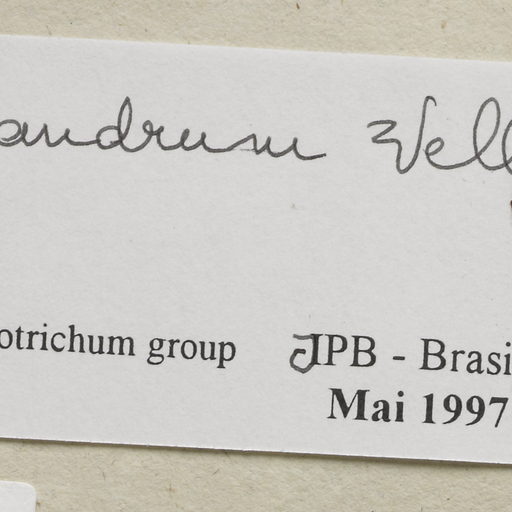 andrum Vell
otrichum group JPB - Brasi
Mai 1997